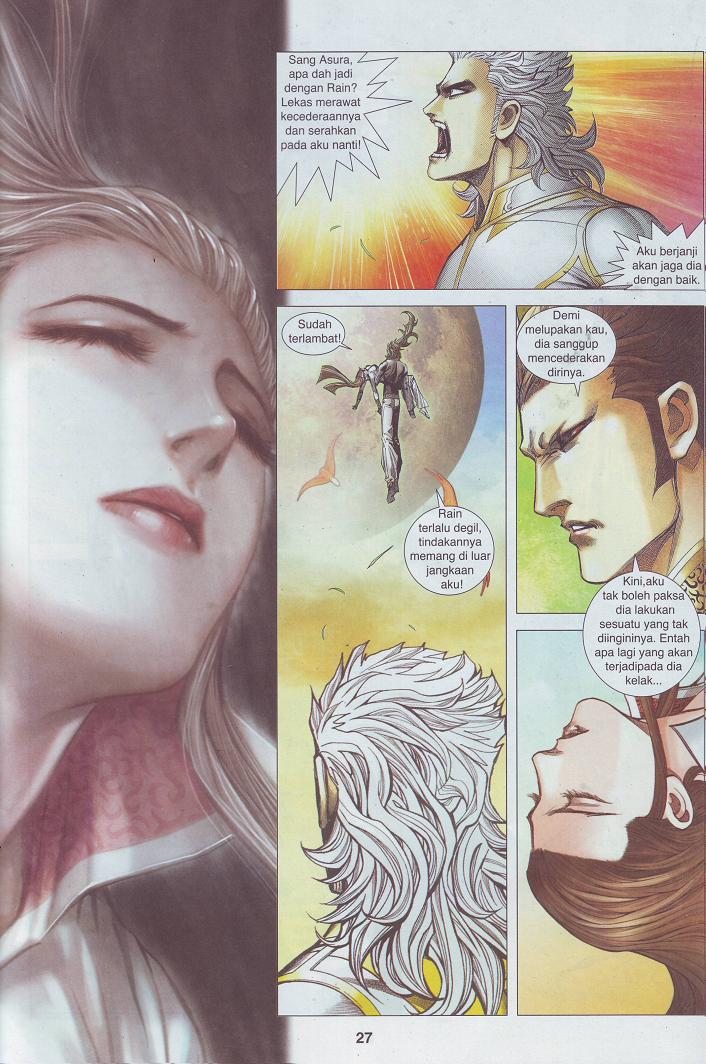 Sang Asura,
apa dah jadi
dengan Rain?
Lekas merawat
kecederaannya
dan serahkan
pada aku nanti!
Aku berjanji
akan jaga dia
dengan baik.
Sudah
terlambat!
Rain
terlalu degil,
tindakannya
memang di luar
jangkaan
aku!
Demi
melupakan kau,
dia sanggup
mencederakan
dirinya.
Kini,aku
tak boleh paksa
dia lakukan
sesuatu yang tak
diingininya. Entah
apa lagi yang akan
terjadipada dia
kelak...
27